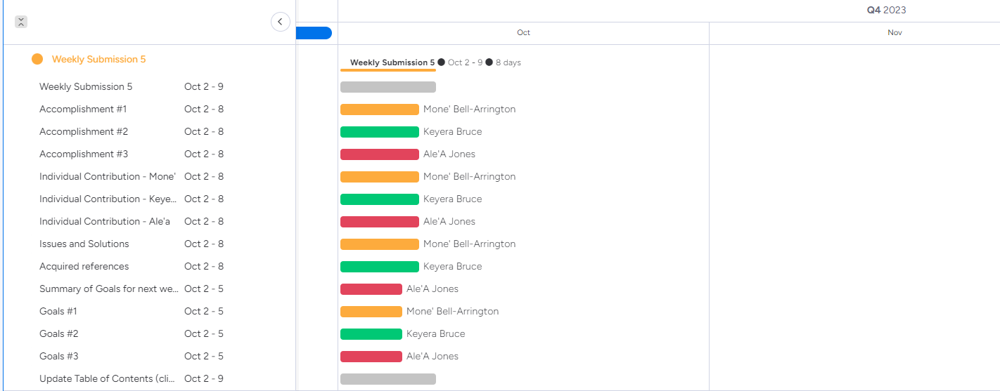 Q4 2023
Oct Nov
Weekly Submission 5
Weekly Submission 5 ● Oct 2 - 9 ● 8 days
Weekly Submission 5 Oct 2 - 9
Accomplishment #1 Oct 2 - 8 Mone' Bell-Arrington
Accomplishment #2 Oct 2 - 8 Keyera Bruce
Accomplishment #3 Oct 2 - 8 Ale'A Jones
Individual Contribution - Mone' Oct 2 - 8 Mone' Bell-Arrington
Individual Contribution - Keye... Oct 2 - 8 Keyera Bruce
Individual Contribution - Ale'a Oct 2 - 8 Ale'A Jones
Issues and Solutions Oct 2 - 8 Mone' Bell-Arrington
Acquired references Oct 2 - 8 Keyera Bruce
Summary of Goals for next we... Oct 2 - 5 Ale'A Jones
Goals #1 Oct 2 - 5 Mone' Bell-Arrington
Goals #2 Oct 2 - 5 Keyera Bruce
Goals #3 Oct 2 - 5 Ale'A Jones
Update Table of Contents (cli... Oct 2 - 9